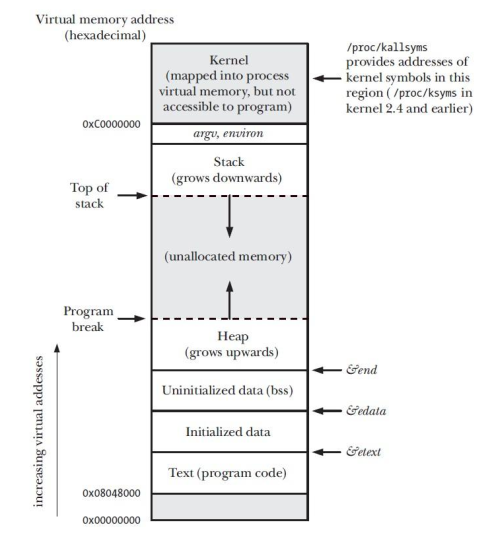 Virtual memory address
(hexadecimal)
Kernel
(mapped into process
virtual memory, but not
accessible to program)
/proc/kallsyms
provides addresses of
kernel symbols in this
region (/proc/ksyms in
kernel 2.4 and earlier)
0xC0000000
argv, environ
Stack
(grows downwards)
Top of
stack
(unallocated memory)
Program
break
Heap
(grows upwards)
&end
Uninitialized data (bss)
&edata
Initialized data
&etext
Text (program code)
0x08048000
0x00000000
increasing virtual addesses